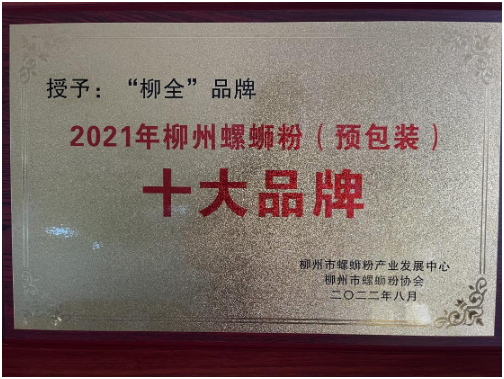 授予：“柳全”品牌
2021年柳州螺蛳粉（预包装）
十大品牌
柳州市螺蛳粉产业发展中心
柳州市螺蛳粉协会
二〇二二年八月